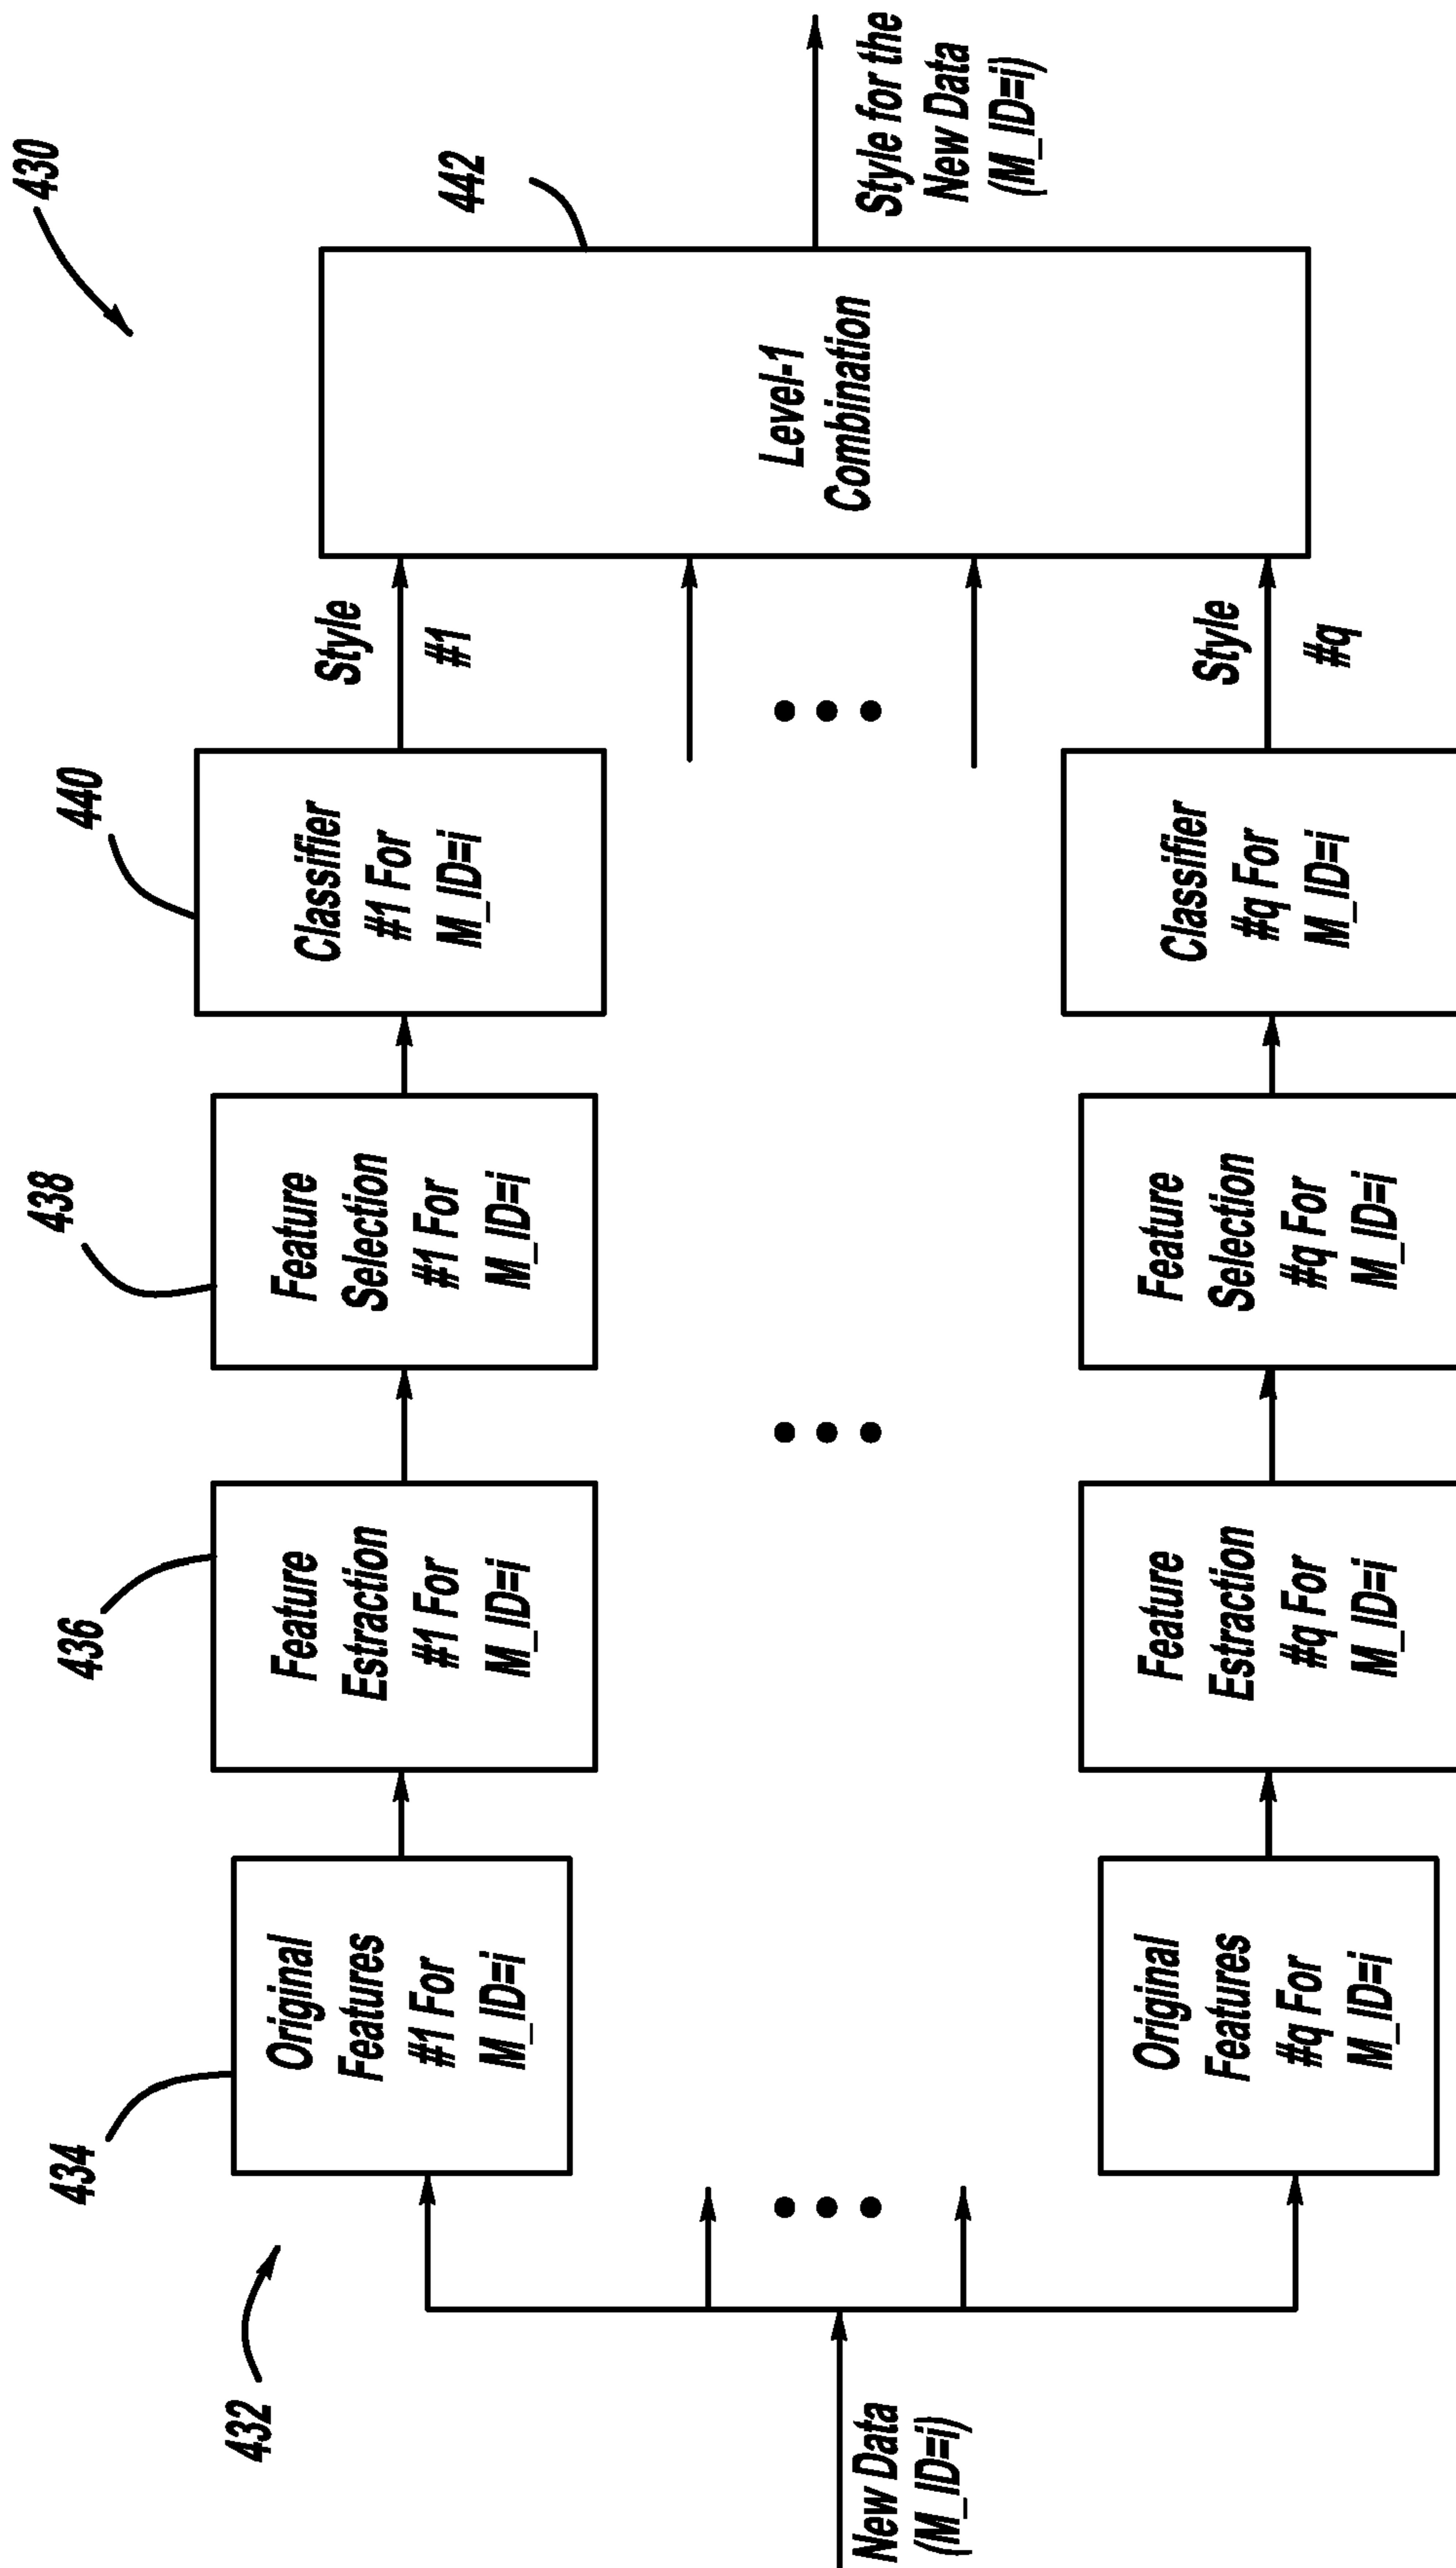 430
432
434
436
438
440
442
New Data
(M_ID=i)
Original
Features
#1 For
M_ID=i
Feature
Estraction
#1 For
M_ID=i
Feature
Selection
#1 For
M_ID=i
Classifier
#1 For
M_ID=i
Style
#1
Level-1
Combination
Style for the
New Data
(M_ID=i)
Original
Features
#q For
M_ID=i
Feature
Estraction
#q For
M_ID=i
Feature
Selection
#q For
M_ID=i
Classifier
#q For
M_ID=i
Style
#q